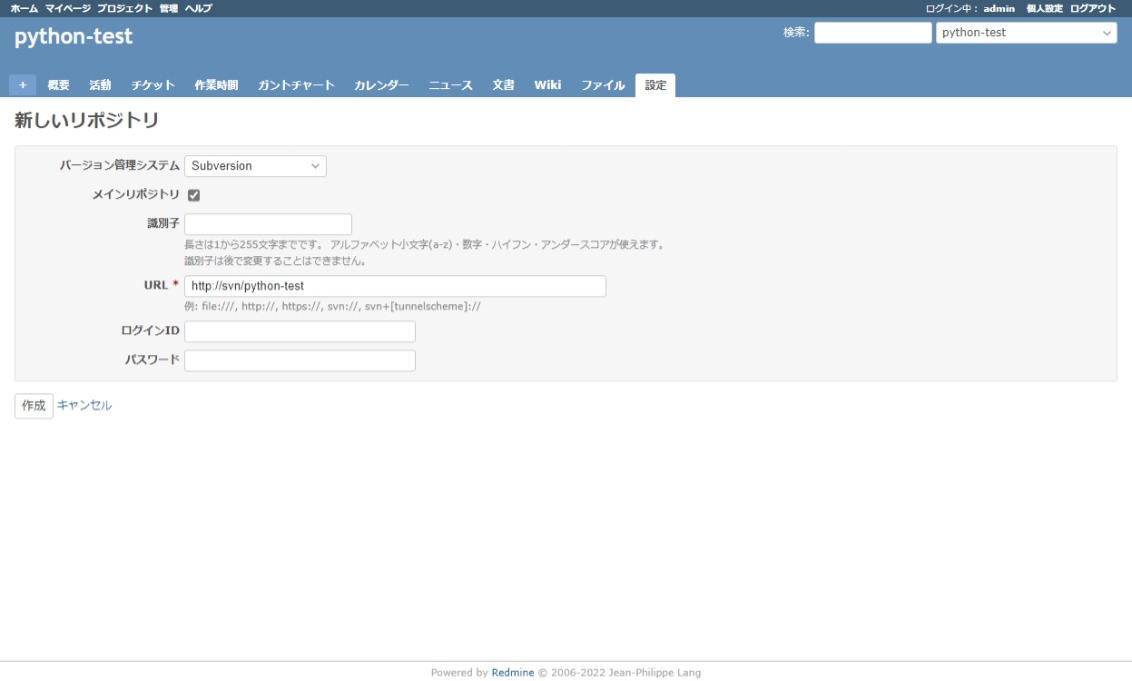 ホーム マイページ プロジェクト 管理 ヘルプ
ログイン中： admin 個人設定 ログアウト
python-test
検索:
python-test
+ 概要 活動 チケット 作業時間 ガントチャート カレンダー ニュース 文書 Wiki ファイル 設定
新しいリポジトリ
バージョン管理システム Subversion
メインリポジトリ
識別子
長さは1から255文字までです。 アルファベット小文字(a-z)・数字・ハイフン・アンダースコアが使えます。
識別子は後で変更することはできません。
URL * http://svn/python-test
例: file:///, http://, https://, svn://, svn+[tunnelscheme]://
ログインID
パスワード
作成 キャンセル
Powered by Redmine © 2006-2022 Jean-Philippe Lang